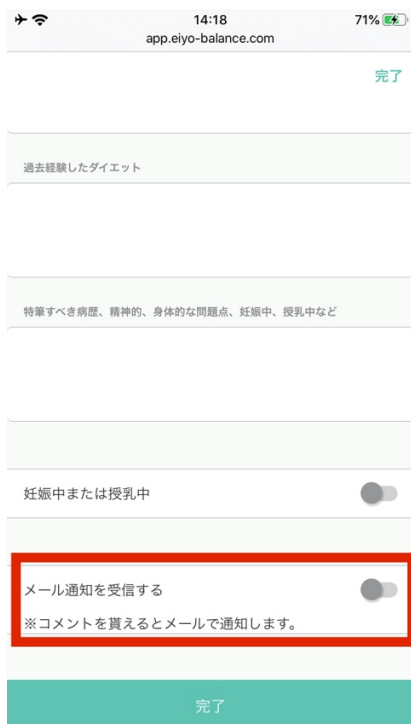 14:18
71%
app.eiyo-balance.com
完了
過去経験したダイエット
特筆すべき病歴、精神的、身体的な問題点、妊娠中、授乳中など
妊娠中または授乳中
メール通知を受信する
※コメントを貰えるとメールで通知します。
完了